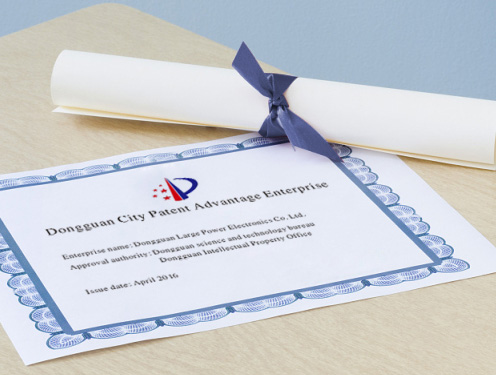 Dongguan City Patent Advantage Enterprise
Enterprise name: Dongguan Large Power Electronics Co., Ltd.
Approval authority: Dongguan science and technology bureau
Dongguan Intellectual Property Office
Issue date: April 2016